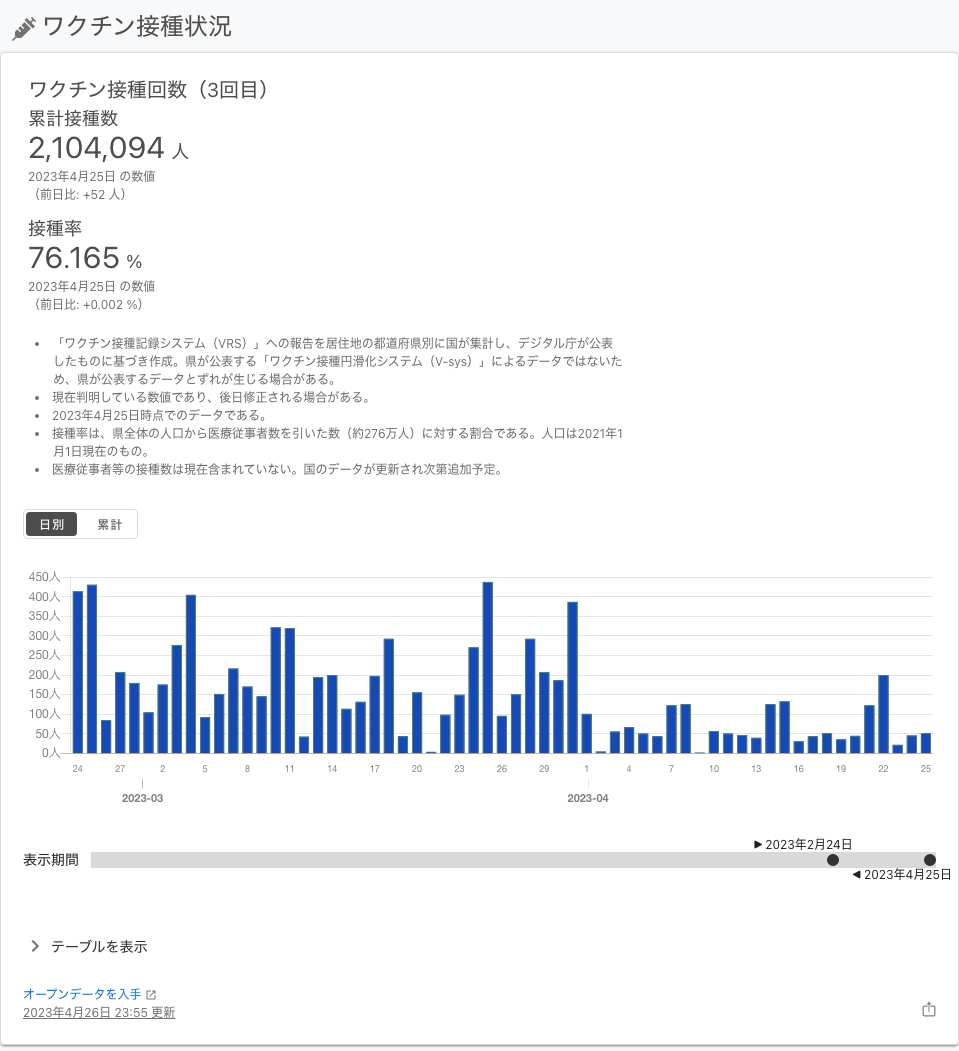 ワクチン接種状況
ワクチン接種回数（3回目）
累計接種数
2,104,094 人
2023年4月25日 の数値
（前日比: +52 人）
接種率
76.165 %
2023年4月25日 の数値
（前日比: +0.002 %）
• 「ワクチン接種記録システム（VRS）」への報告を居住地の都道府県別に国が集計し、デジタル庁が公表
したものに基づき作成。県が公表する「ワクチン接種円滑化システム（V-sys）」によるデータではないた
め、県が公表するデータとずれが生じる場合がある。
• 現在判明している数値であり、後日修正される場合がある。
• 2023年4月25日時点でのデータである。
• 接種率は、県全体の人口から医療従事者数を引いた数（約276万人）に対する割合である。人口は2021年1
月1日現在のもの。
• 医療従事者等の接種数は現在含まれていない。国のデータが更新され次第追加予定。
日別 累計
450人
400人
350人
300人
250人
200人
150人
100人
50人
0人
24 27 2 5 8 11 14 17 20 23 26 29 1 4 7 10 13 16 19 22 25
2023-03 2023-04
▶ 2023年2月24日
表示期間
◀ 2023年4月25日
テーブルを表示
オープンデータを入手
2023年4月26日 23:55 更新